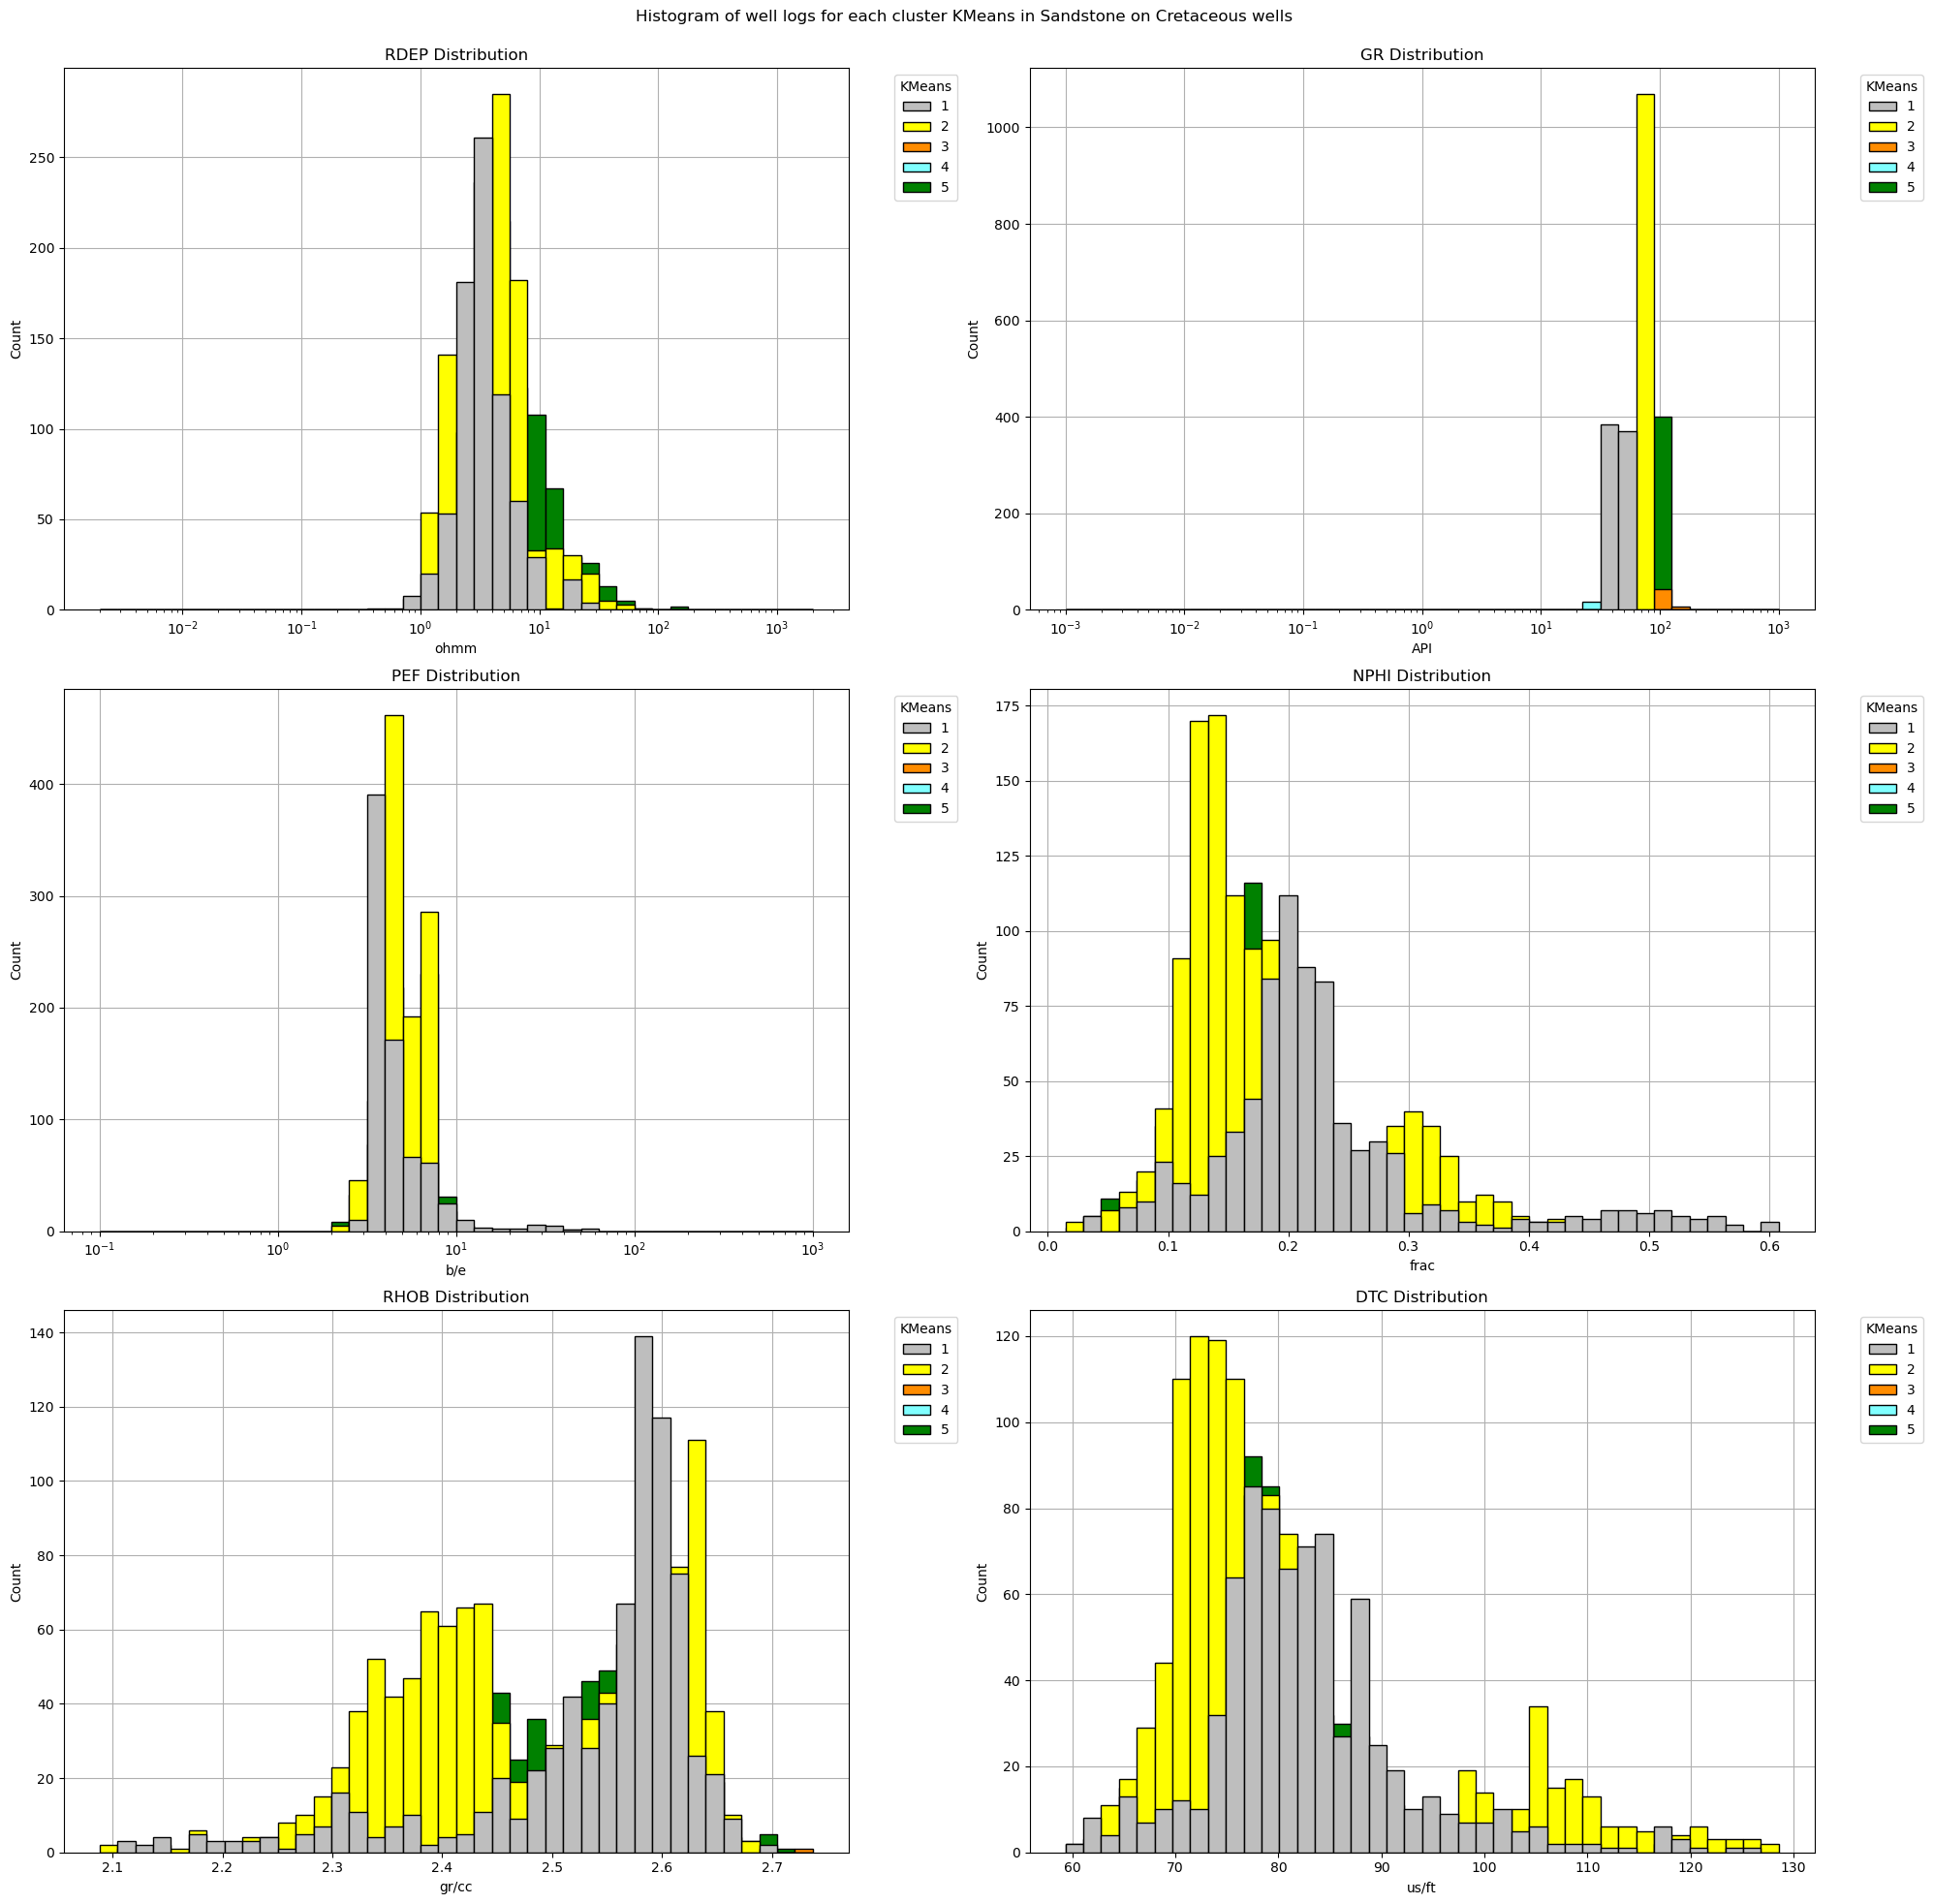 Histogram of well logs for each cluster KMeans in Sandstone on Cretaceous wells
RDEP Distribution
Count
250
200
150
100
50
0
10⁻² 10⁻¹ 10⁰ 10¹ 10² 10³
ohmm
KMeans
1
2
3
4
5
GR Distribution
Count
1000
800
600
400
200
0
10⁻³ 10⁻² 10⁻¹ 10⁰ 10¹ 10² 10³
API
KMeans
1
2
3
4
5
PEF Distribution
Count
400
300
200
100
0
10⁻¹ 10⁰ 10¹ 10² 10³
b/e
KMeans
1
2
3
4
5
NPHI Distribution
Count
175
150
125
100
75
50
25
0
0.0 0.1 0.2 0.3 0.4 0.5 0.6
frac
KMeans
1
2
3
4
5
RHOB Distribution
Count
140
120
100
80
60
40
20
0
2.1 2.2 2.3 2.4 2.5 2.6 2.7
gr/cc
KMeans
1
2
3
4
5
DTC Distribution
Count
120
100
80
60
40
20
0
60 70 80 90 100 110 120 130
us/ft
KMeans
1
2
3
4
5